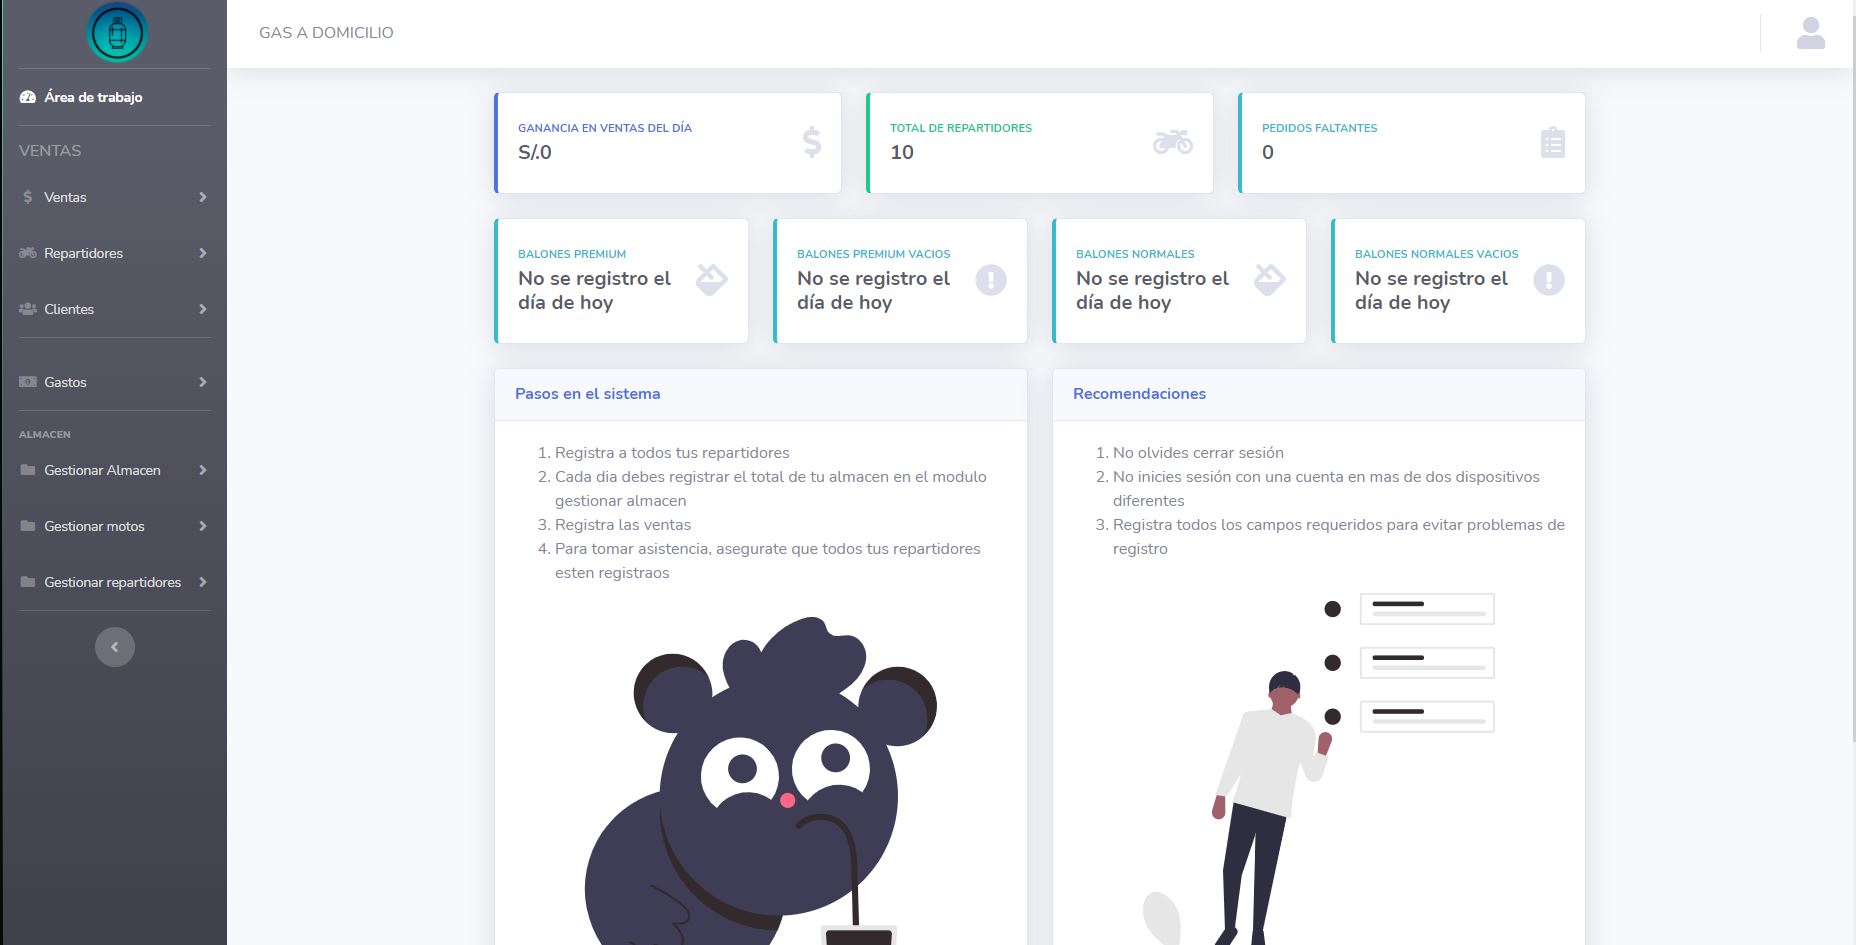 GAS A DOMICILIO
Área de trabajo
VENTAS
Ventas
Repartidores
Clientes
Gastos
ALMACEN
Gestionar Almacen
Gestionar motos
Gestionar repartidores
GANANCIA EN VENTAS DEL DÍA
S/.0
TOTAL DE REPARTIDORES
10
PEDIDOS FALTANTES
0
BALONES PREMIUM
No se registro el
día de hoy
BALONES PREMIUM VACIOS
No se registro el
día de hoy
BALONES NORMALES
No se registro el
día de hoy
BALONES NORMALES VACIOS
No se registro el
día de hoy
Pasos en el sistema
1. Registra a todos tus repartidores
2. Cada dia debes registrar el total de tu almacen en el modulo
gestionar almacen
3. Registra las ventas
4. Para tomar asistencia, asegurate que todos tus repartidores
esten registraos
Recomendaciones
1. No olvides cerrar sesión
2. No inicies sesión con una cuenta en mas de dos dispositivos
diferentes
3. Registra todos los campos requeridos para evitar problemas de
registro